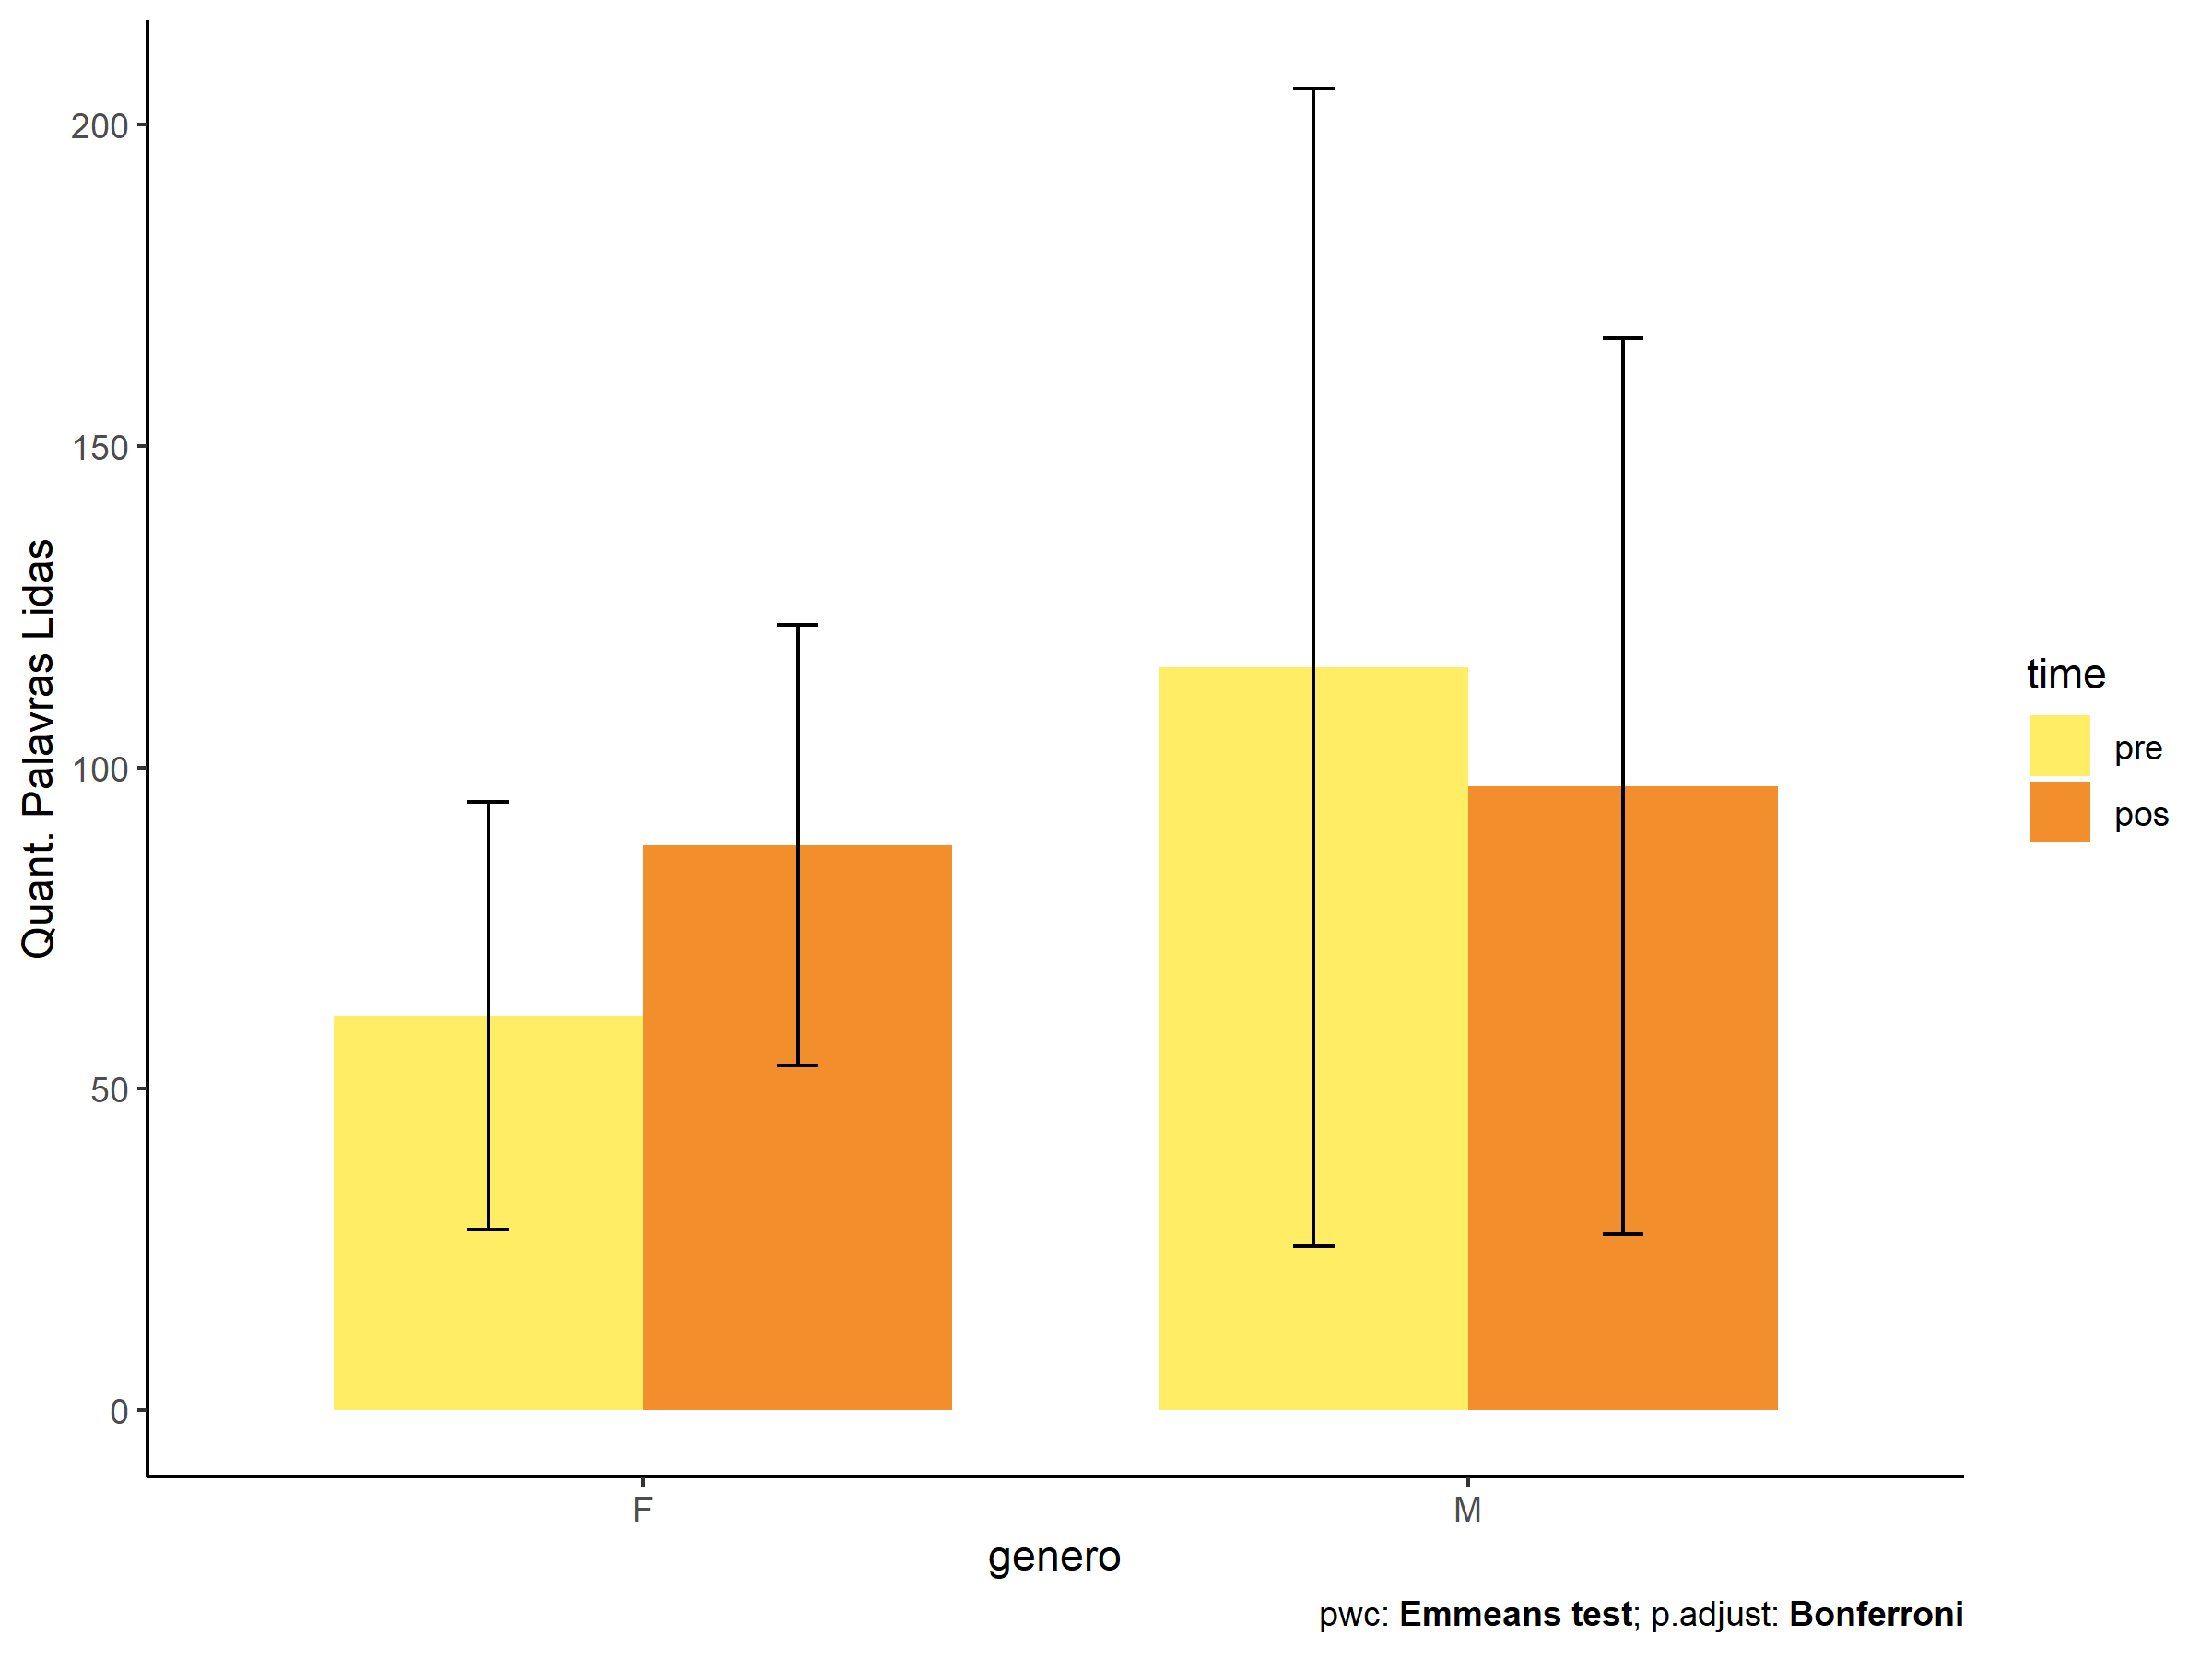 Quant. Palavras Lidas
200
150
100
50
0
F
M
genero
time
pre
pos
pwc: Emmeans test; p.adjust: Bonferroni